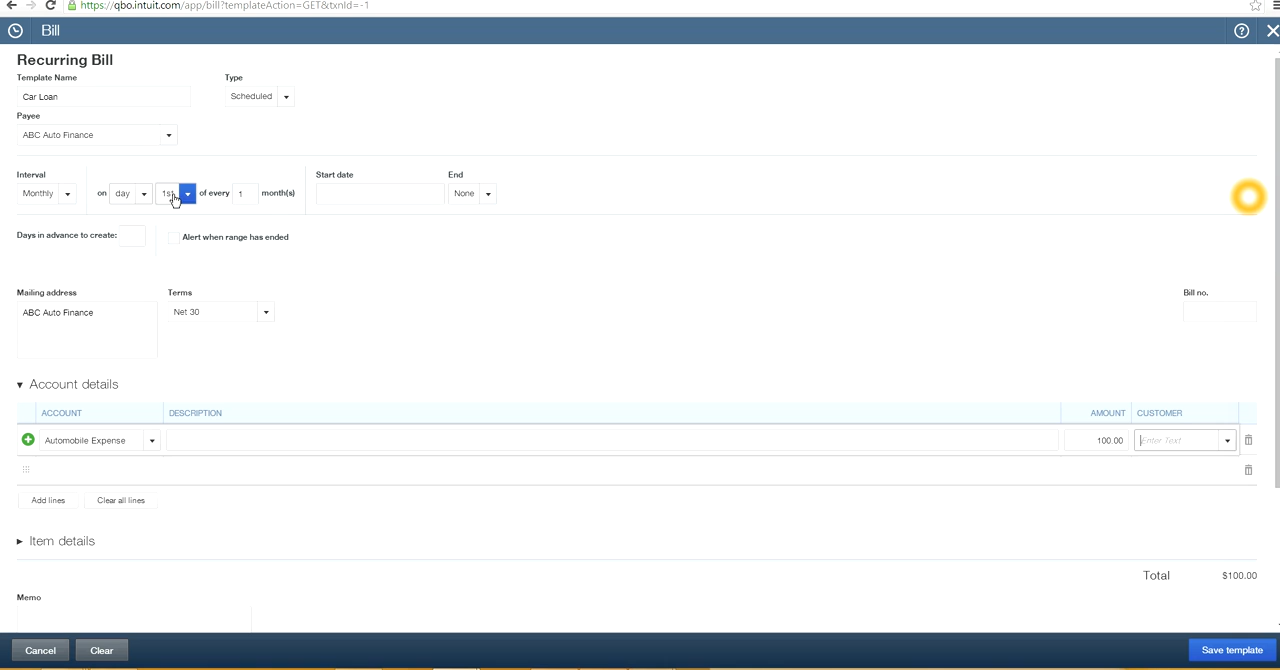 https://qbo.intuit.com/app/bill?templateAction=GET&txnId=-1
Bill
Recurring Bill
Template Name Type
Car Loan Scheduled
Payee
ABC Auto Finance
Interval Start date End
Monthly on day 1st of every 1 month(s) None
Days in advance to create: Alert when range has ended
Mailing address Terms Bill no.
ABC Auto Finance Net 30
Account details
ACCOUNT DESCRIPTION AMOUNT CUSTOMER
Automobile Expense 100.00 Enter Text
Add lines Clear all lines
Item details
Total $100.00
Memo
Cancel Clear Save template